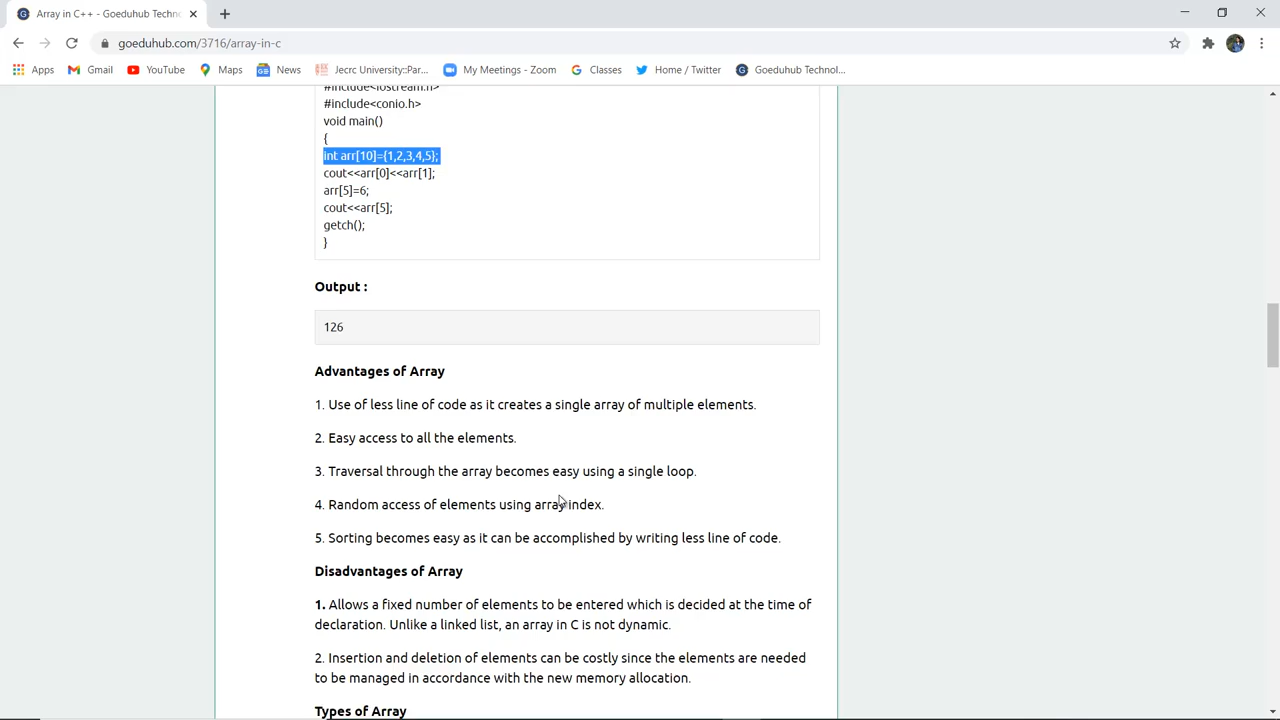 Array in C++ - Goeduhub Techno
goeduhub.com/3716/array-in-c
Apps Gmail YouTube Maps News Jecrc University::Par... My Meetings - Zoom Classes Home / Twitter Goeduhub Technol...
#include<iostream.h>
#include<conio.h>
void main()
{
int arr[10]={1,2,3,4,5};
cout<<arr[0]<<arr[1];
arr[5]=6;
cout<<arr[5];
getch();
}
Output :
126
Advantages of Array
1. Use of less line of code as it creates a single array of multiple elements.
2. Easy access to all the elements.
3. Traversal through the array becomes easy using a single loop.
4. Random access of elements using array index.
5. Sorting becomes easy as it can be accomplished by writing less line of code.
Disadvantages of Array
1. Allows a fixed number of elements to be entered which is decided at the time of
declaration. Unlike a linked list, an array in C is not dynamic.
2. Insertion and deletion of elements can be costly since the elements are needed
to be managed in accordance with the new memory allocation.
Types of Array